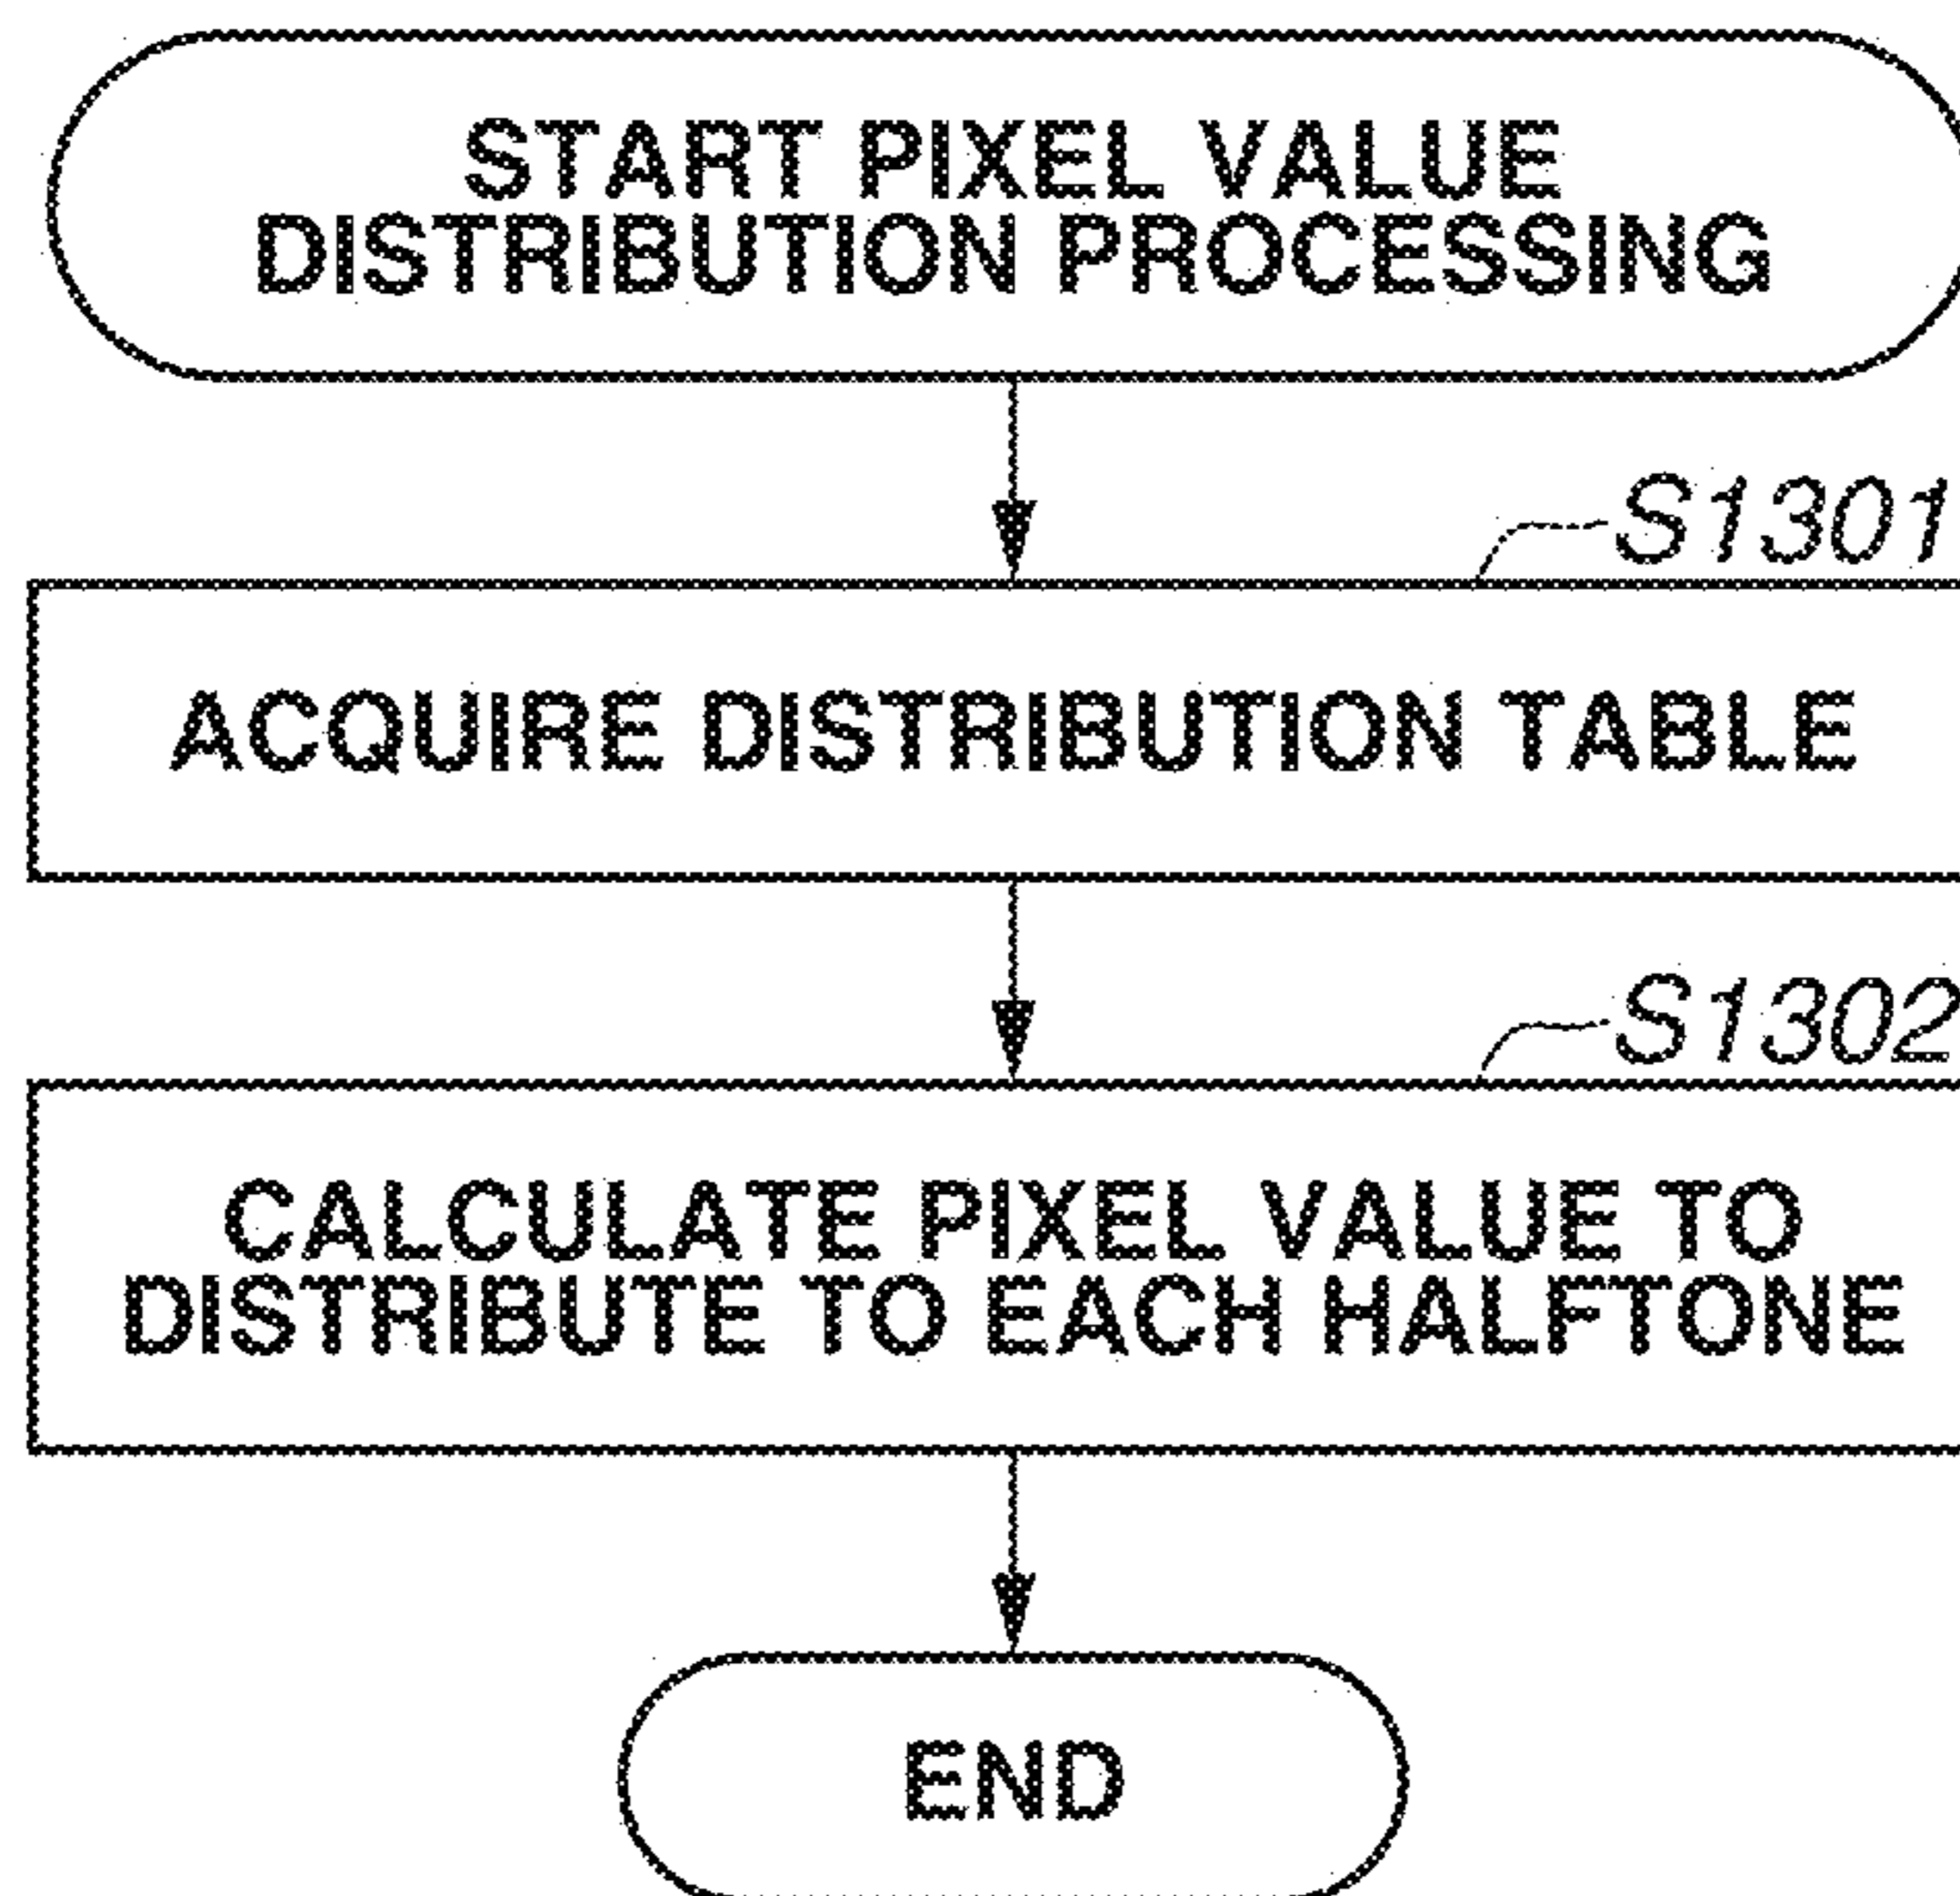 START PIXEL VALUE
DISTRIBUTION PROCESSING
S1301
ACQUIRE DISTRIBUTION TABLE
S1302
CALCULATE PIXEL VALUE TO
DISTRIBUTE TO EACH HALFTONE
END